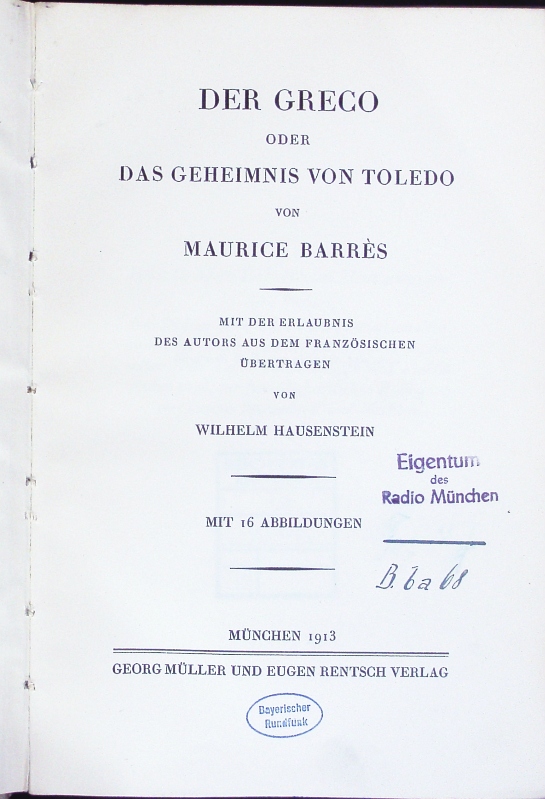 DER GRECO
ODER
DAS GEHEIMNIS VON TOLEDO
VON
MAURICE BARRÈS
MIT DER ERLAUBNIS
DES AUTORS AUS DEM FRANZÖSISCHEN
ÜBERTRAGEN
VON
WILHELM HAUSENSTEIN
Eigentum
des
Radio München
MIT 16 ABBILDUNGEN
B. 6a 68
MÜNCHEN 1913
GEORG MÜLLER UND EUGEN RENTSCH VERLAG
Bayerischer
Rundfunk